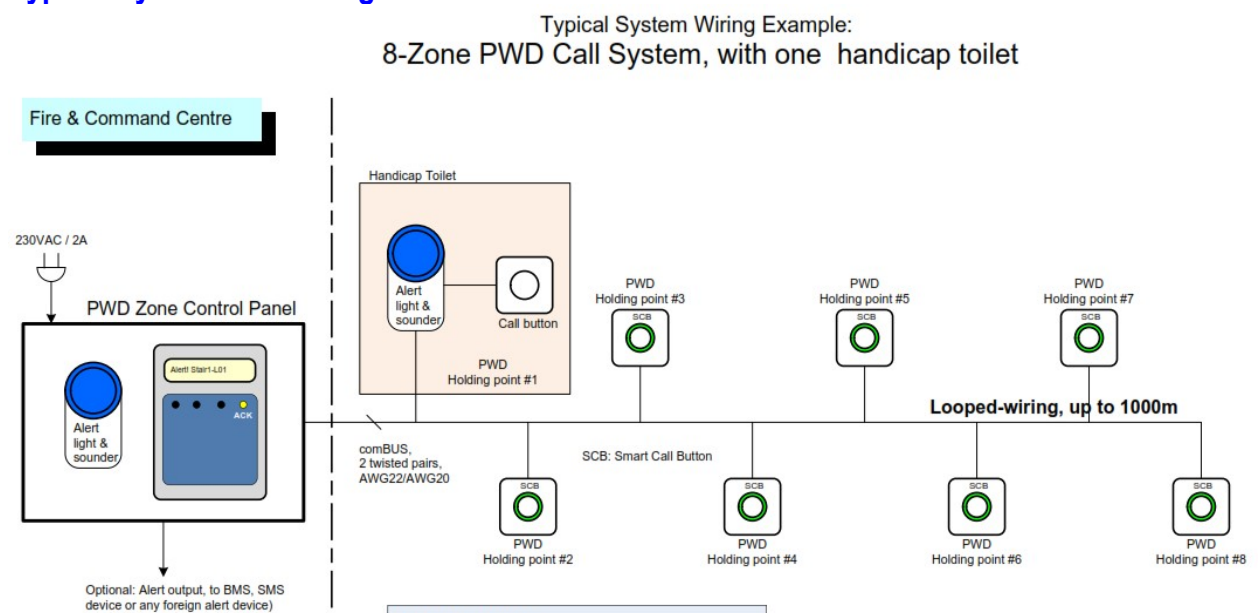 Typical System Wiring Example:
8-Zone PWD Call System, with one handicap toilet
Fire & Command Centre
230VAC / 2A
PWD Zone Control Panel
Alert
light &
sounder
Alert! Stair1-L01
ACK
Optional: Alert output, to BMS, SMS
device or any foreign alert device)
Handicap Toilet
Alert
light &
sounder
Call button
PWD
Holding point #1
comBUS,
2 twisted pairs,
AWG22/AWG20
PWD
Holding point #3
SCB
PWD
Holding point #5
SCB
PWD
Holding point #7
SCB
Looped-wiring, up to 1000m
SCB: Smart Call Button
SCB
PWD
Holding point #2
SCB
PWD
Holding point #4
SCB
PWD
Holding point #6
SCB
PWD
Holding point #8